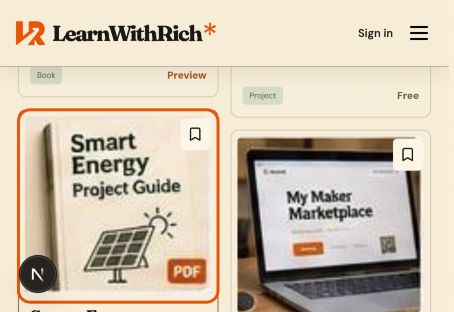 LearnWithRich*
Sign in
Book
Preview
Project
Free
Smart
Energy
Project Guide
PDF
N
My Maker
Marketplace